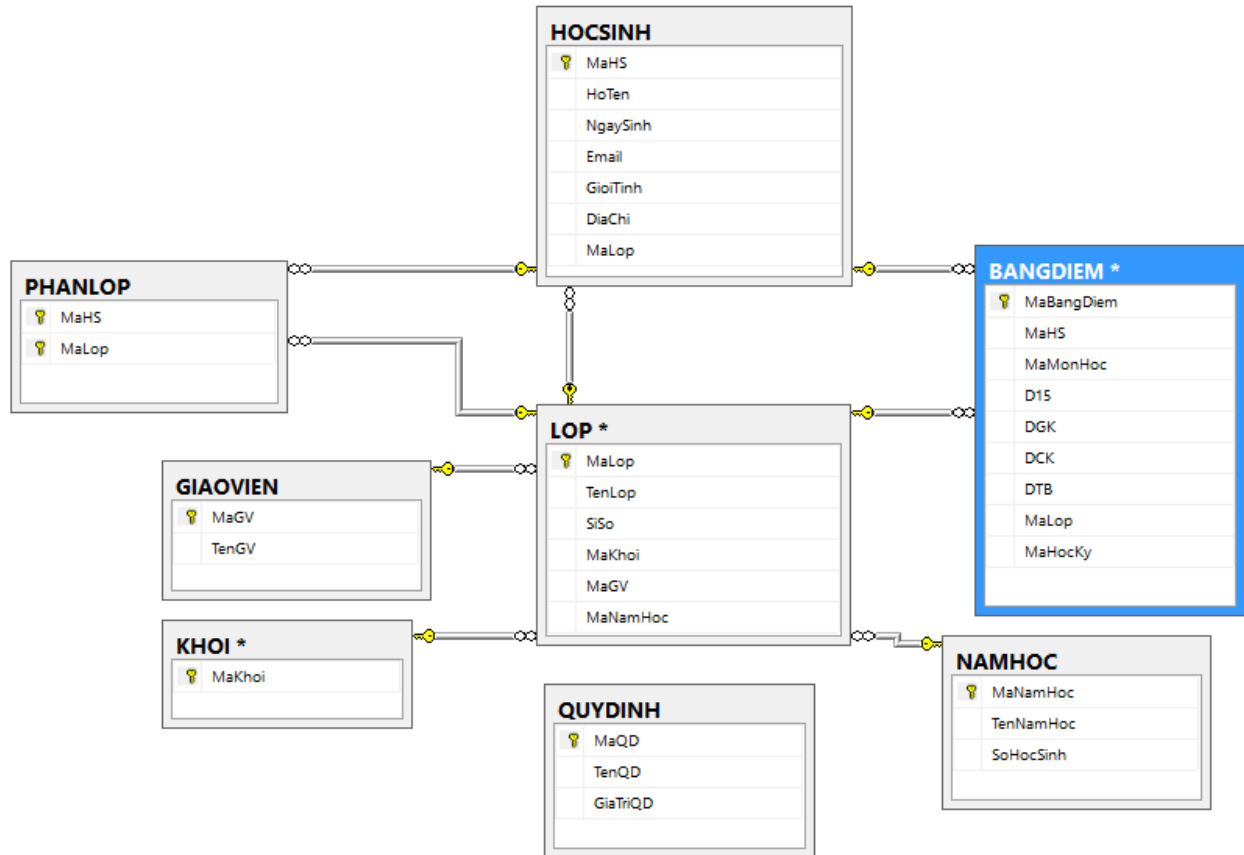 HOCSINH
MaHS
HoTen
NgaySinh
Email
GioiTinh
DiaChi
MaLop
PHANLOP
MaHS
MaLop
BANGDIEM *
MaBangDiem
MaHS
MaMonHoc
D15
DGK
DCK
DTB
MaLop
MaHocKy
LOP *
MaLop
TenLop
SiSo
MaKhoi
MaGV
MaNamHoc
GIAOVIEN
MaGV
TenGV
KHOI *
MaKhoi
NAMHOC
MaNamHoc
TenNamHoc
SoHocSinh
QUYDINH
MaQD
TenQD
GiaTriQD